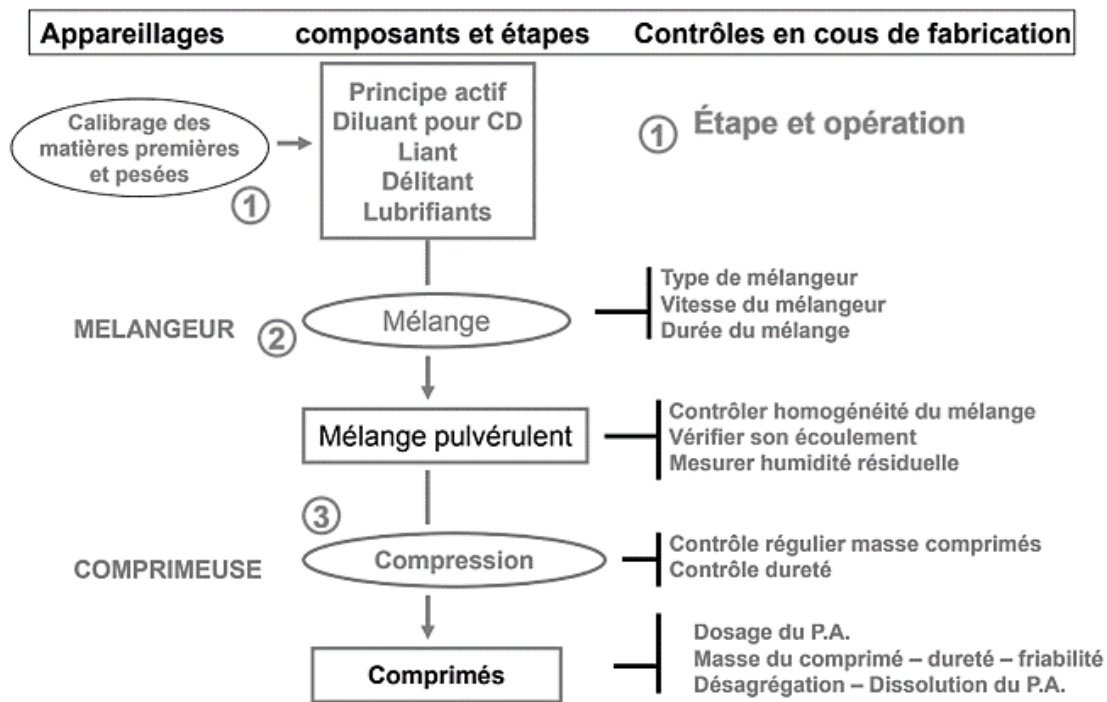 Appareillages composants et étapes Contrôles en cous de fabrication
Calibrage des
matières premières
et pesées
①
Principe actif
Diluant pour CD
Liant
Délitant
Lubrifiants
① Étape et opération
MELANGEUR
②
Mélange
Type de mélangeur
Vitesse du mélangeur
Durée du mélange
Mélange pulvérulent
Contrôler homogénéité du mélange
Vérifier son écoulement
Mesurer humidité résiduelle
③
COMPRIMEUSE
Compression
Contrôle régulier masse comprimés
Contrôle dureté
Comprimés
Dosage du P.A.
Masse du comprimé – dureté – friabilité
Désagrégation – Dissolution du P.A.